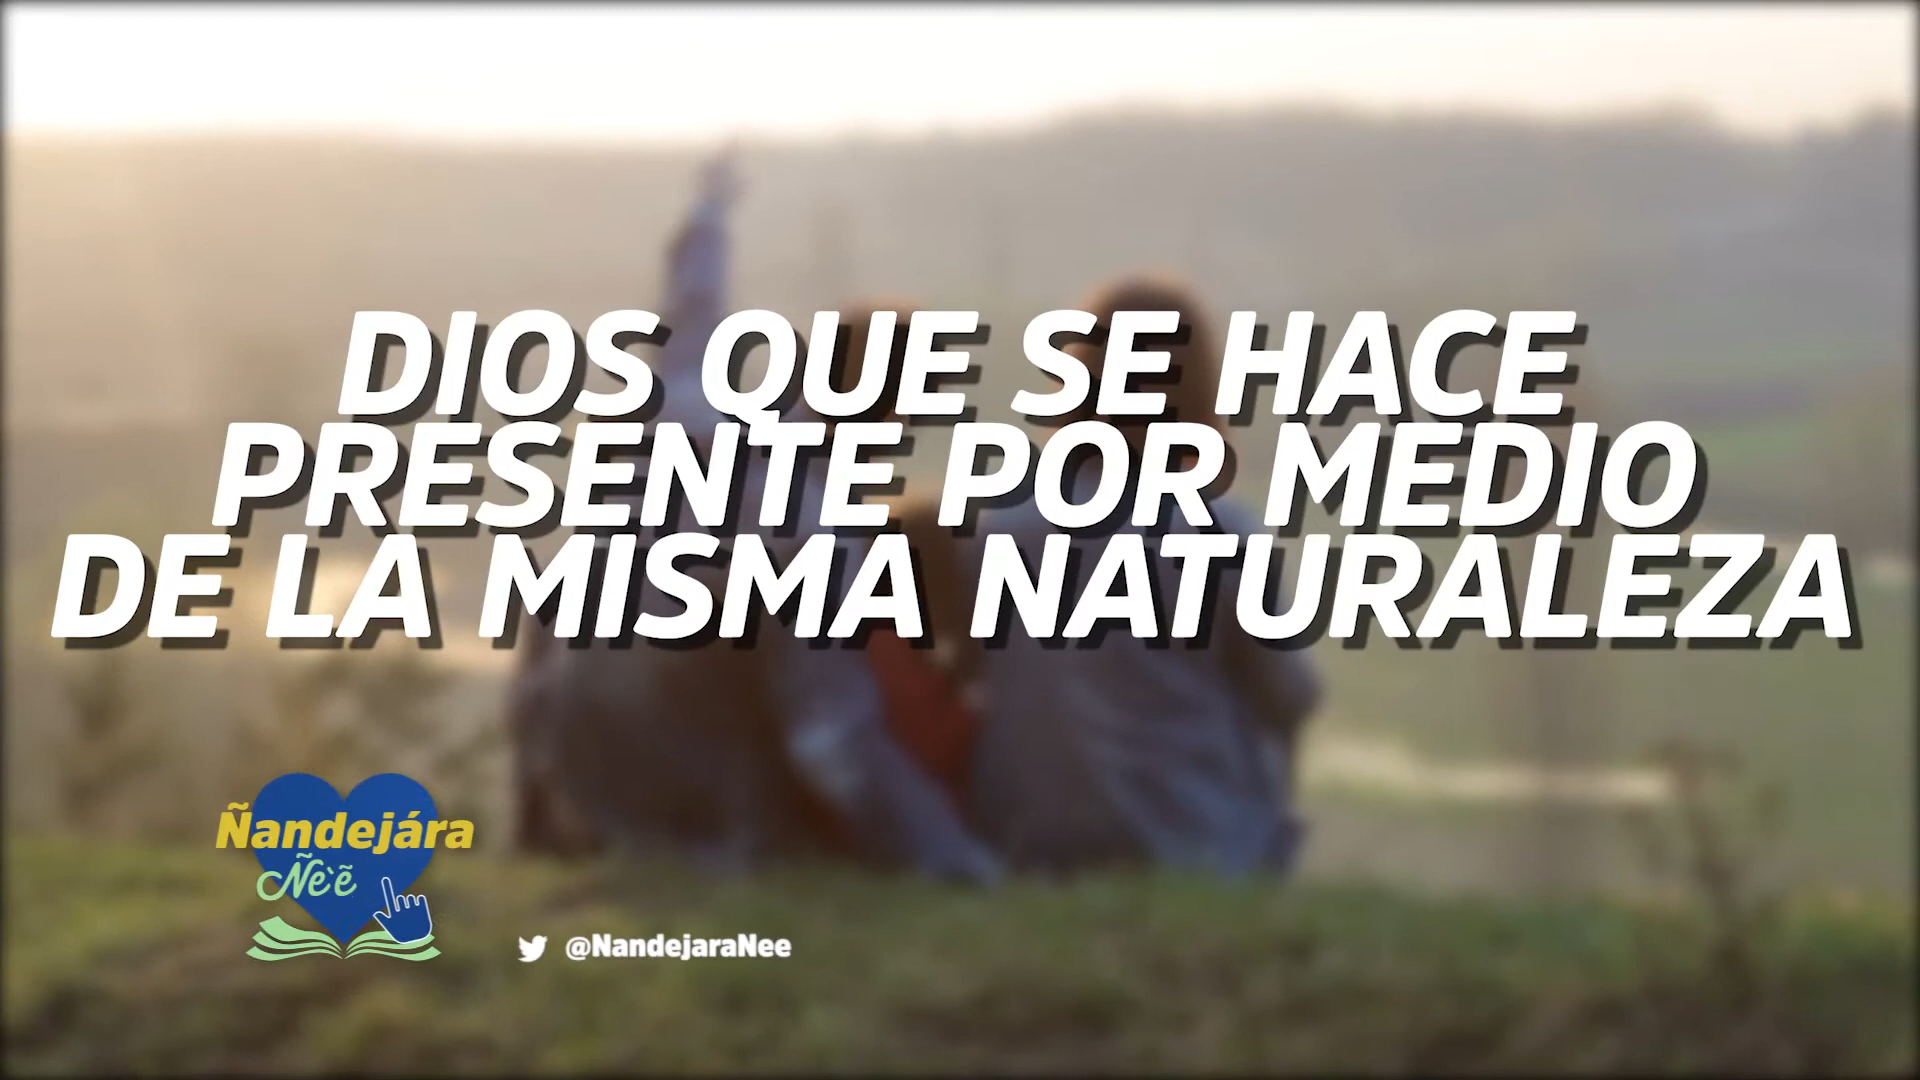 DIOS QUE SE HACE
PRESENTE POR MEDIO
DE LA MISMA NATURALEZA
Ñandejára
Ñe'ẽ
@NandejaraNee